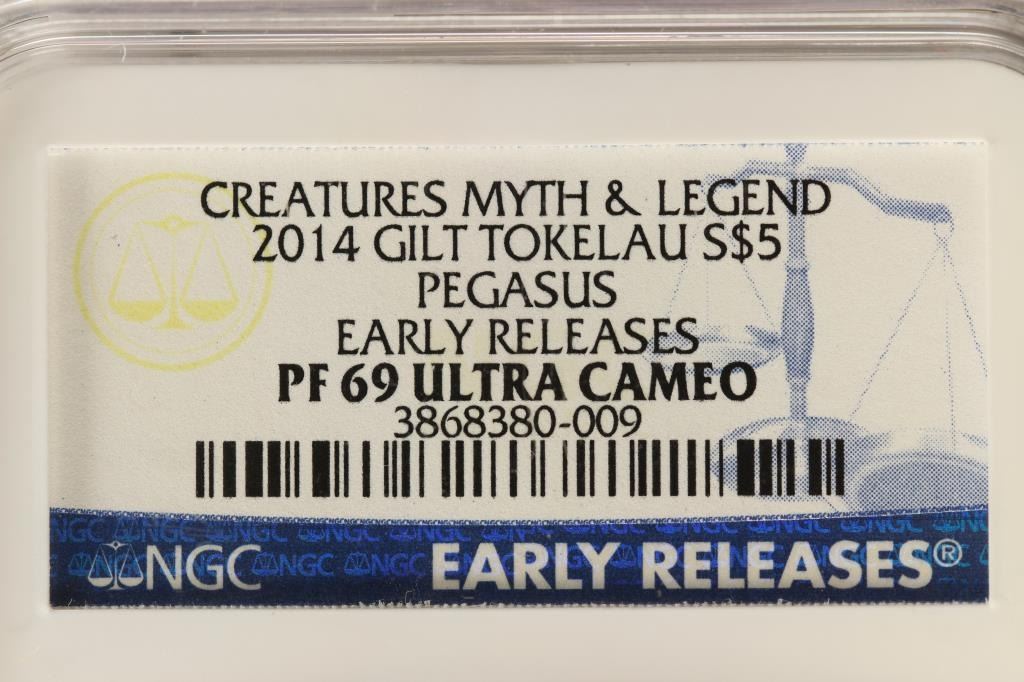 CREATURES MYTH & LEGEND
2014 GILT TOKELAU S$5
PEGASUS
EARLY RELEASES
PF 69 ULTRA CAMEO
3868380-009
NGC EARLY RELEASES®